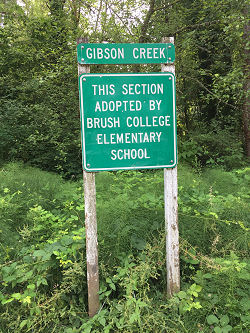 GIBSON CREEK
THIS SECTION
ADOPTED BY
BRUSH COLLEGE
ELEMENTARY
SCHOOL